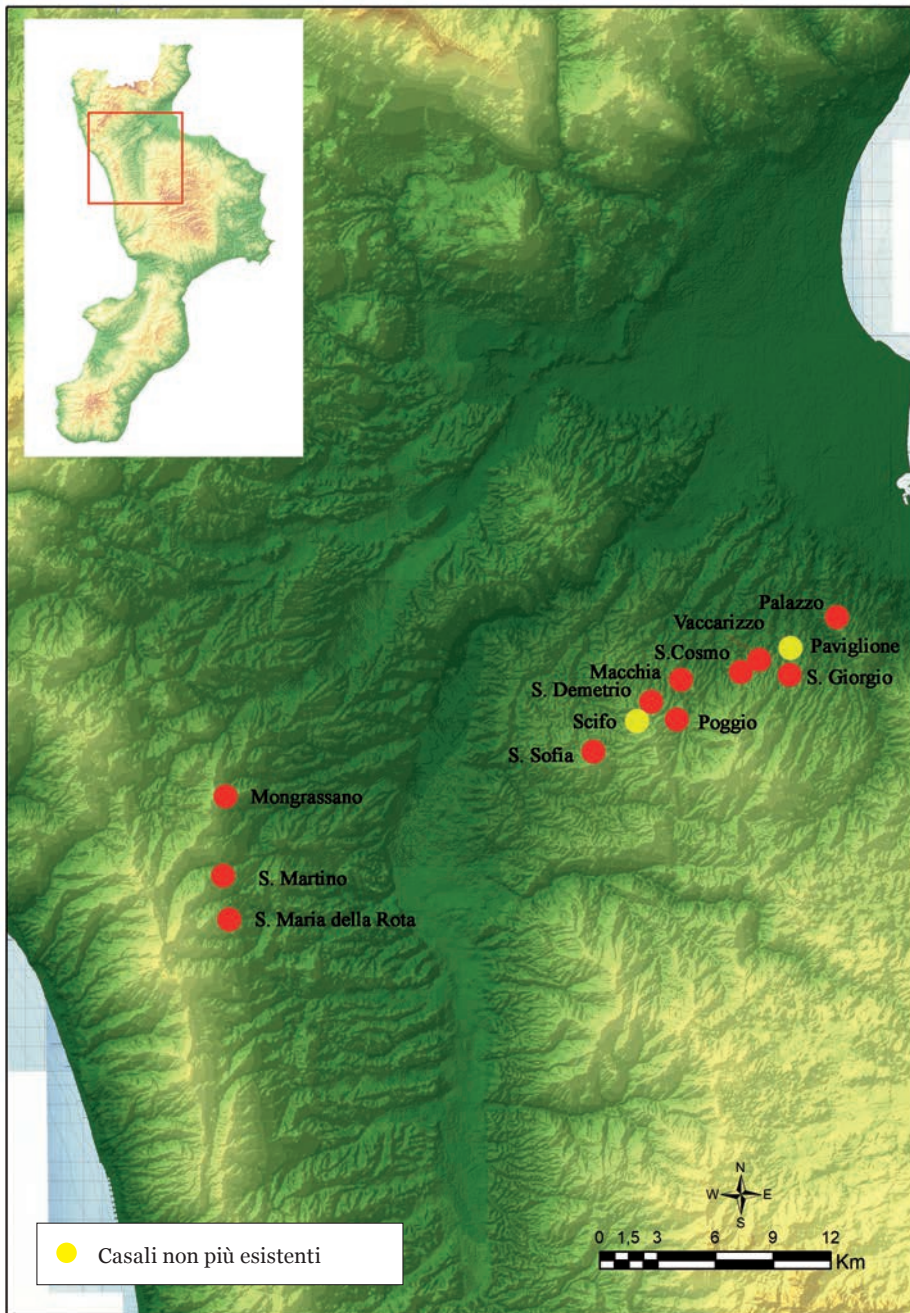 Palazzo
Vaccarizzo
Paviglione
S.Cosmo
Macchia
S. Giorgio
S. Demetrio
Scifo
Poggio
S. Sofia
Mongrassano
S. Martino
S. Maria della Rota
N
W E
S
0 1,5 3 6 9 12
Km
Casali non più esistenti